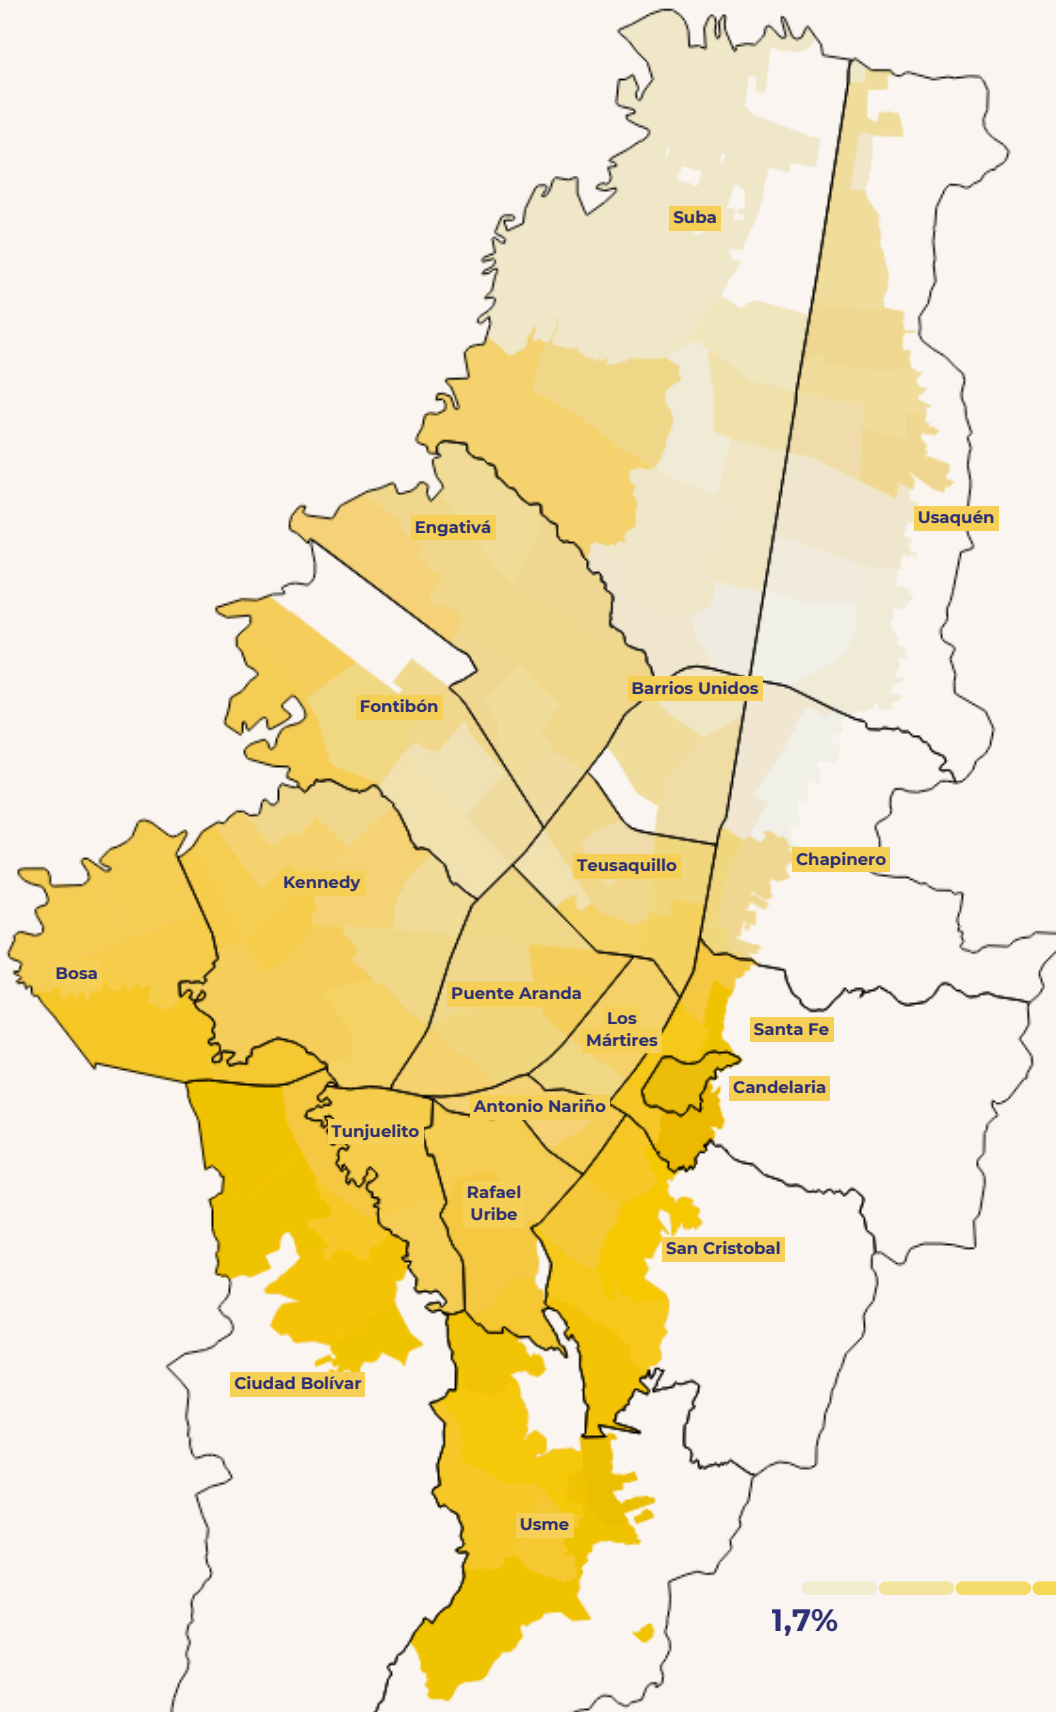 Suba
Usaquén
Engativá
Barrios Unidos
Fontibón
Chapinero
Teusaquillo
Kennedy
Bosa
Puente Aranda
Los
Mártires
Santa Fe
Candelaria
Antonio Nariño
Tunjuelito
Rafael
Uribe
San Cristobal
Ciudad Bolívar
Usme
1,7%